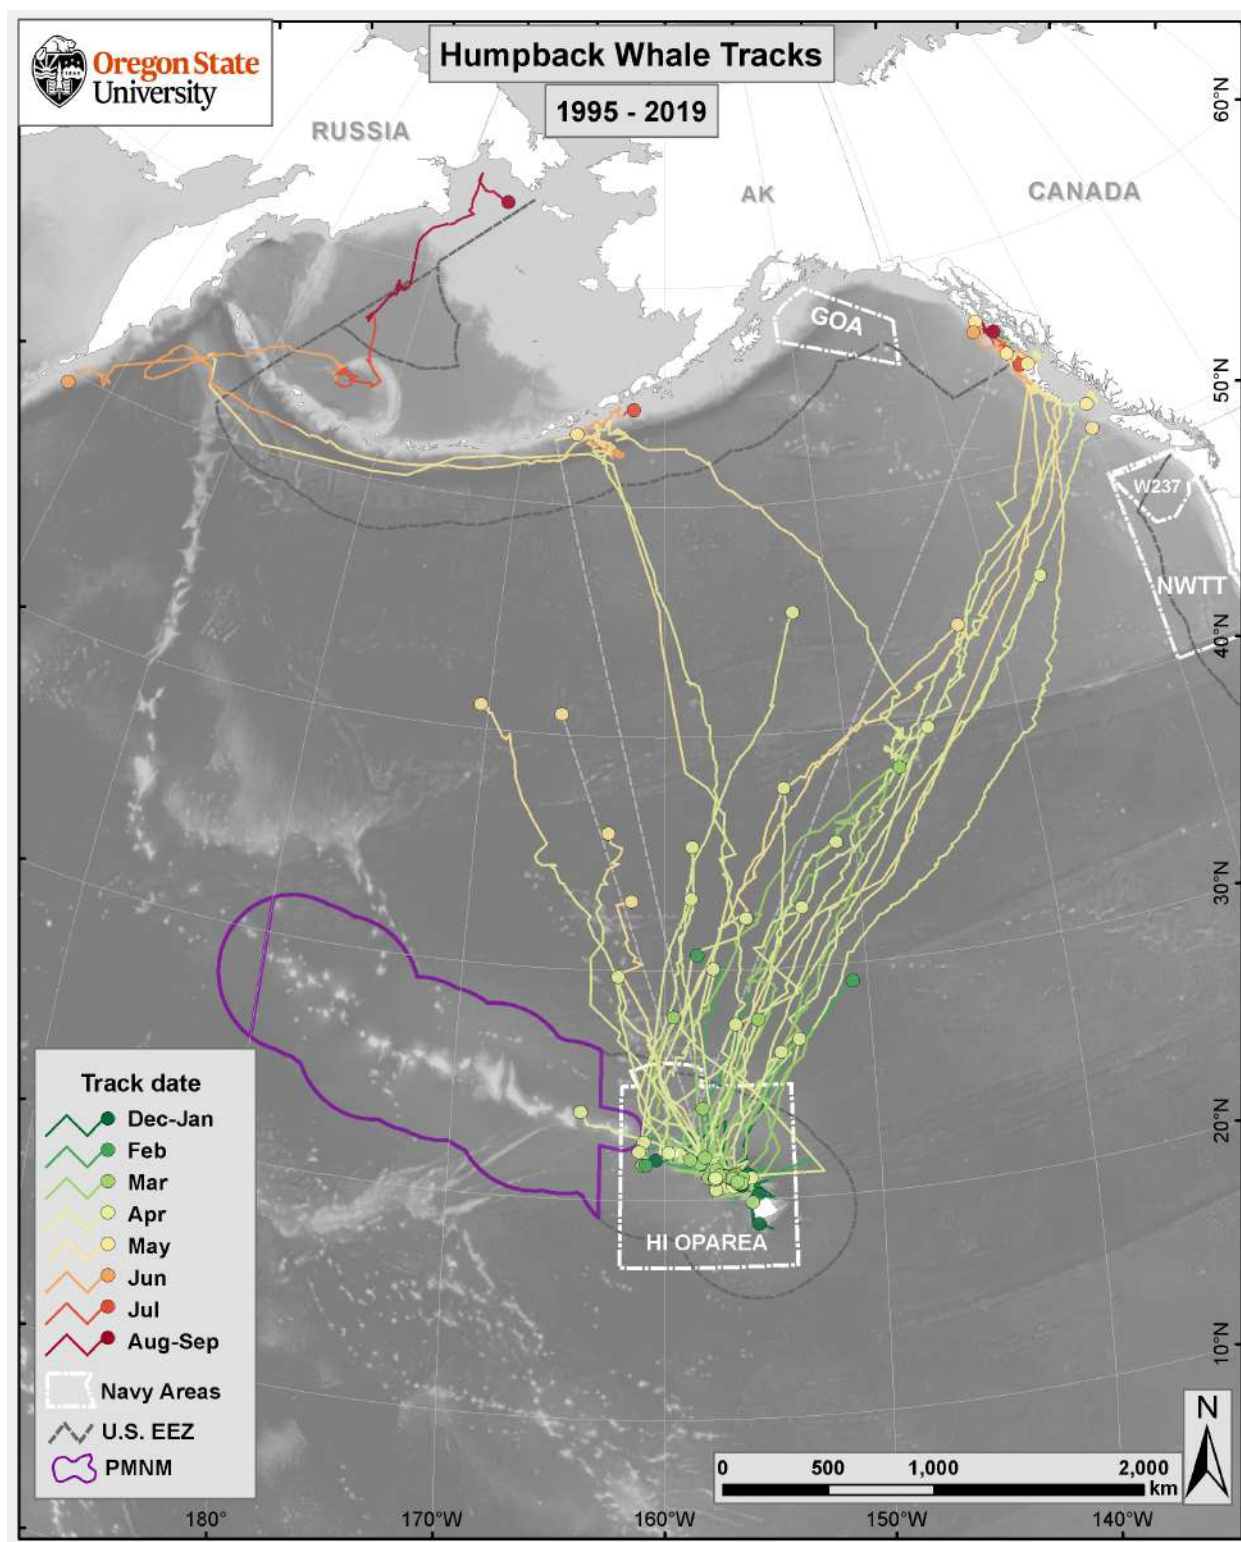 Oregon State
University
Humpback Whale Tracks
1995 - 2019
RUSSIA
AK
CANADA
60°N
GOA
50°N
W237
NWTT
40°N
30°N
20°N
HI OPAREA
10°N
Track date
Dec-Jan
Feb
Mar
Apr
May
Jun
Jul
Aug-Sep
Navy Areas
U.S. EEZ
PMNM
N
0 500 1,000 2,000
km
180° 170°W 160°W 150°W 140°W